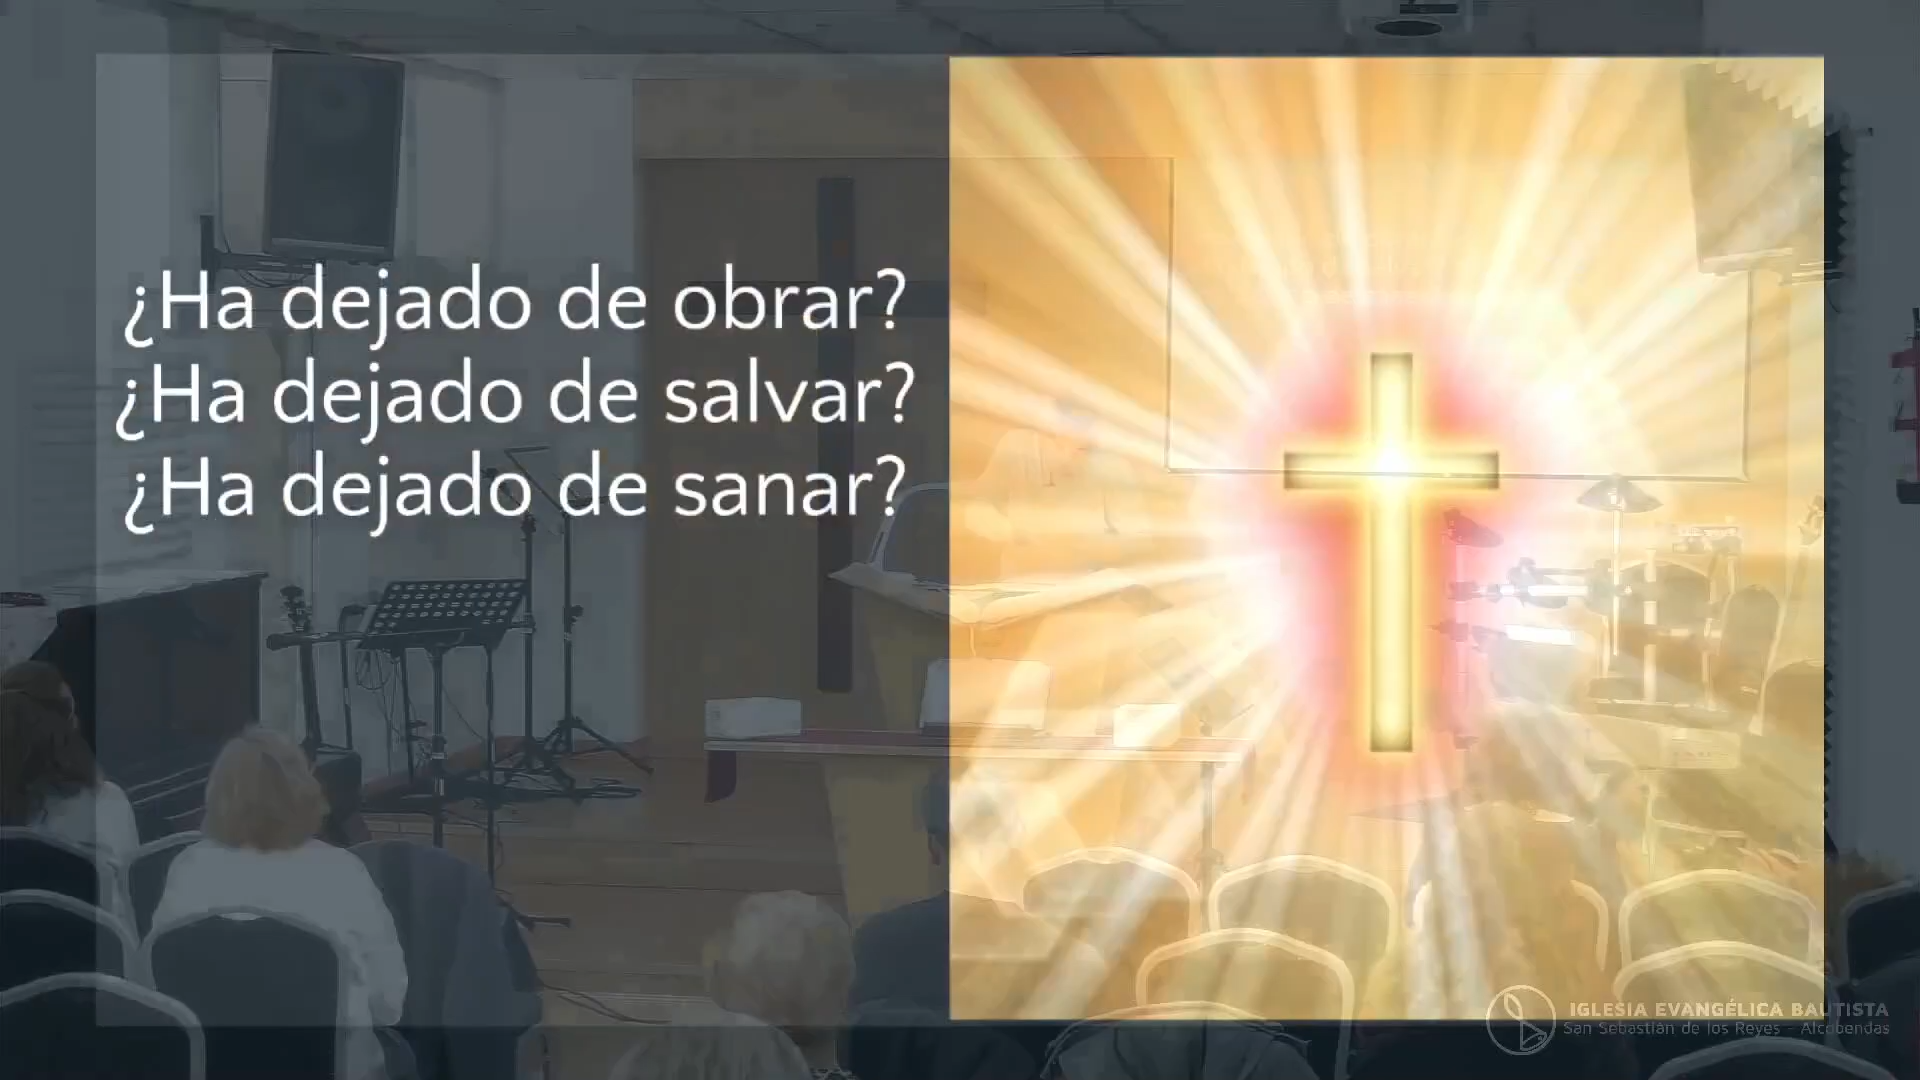 ¿Ha dejado de obrar?
¿Ha dejado de salvar?
¿Ha dejado de sanar?
IGLESIA EVANGÉLICA BAUTISTA
San Sebastián de los Reyes - Alcobendas